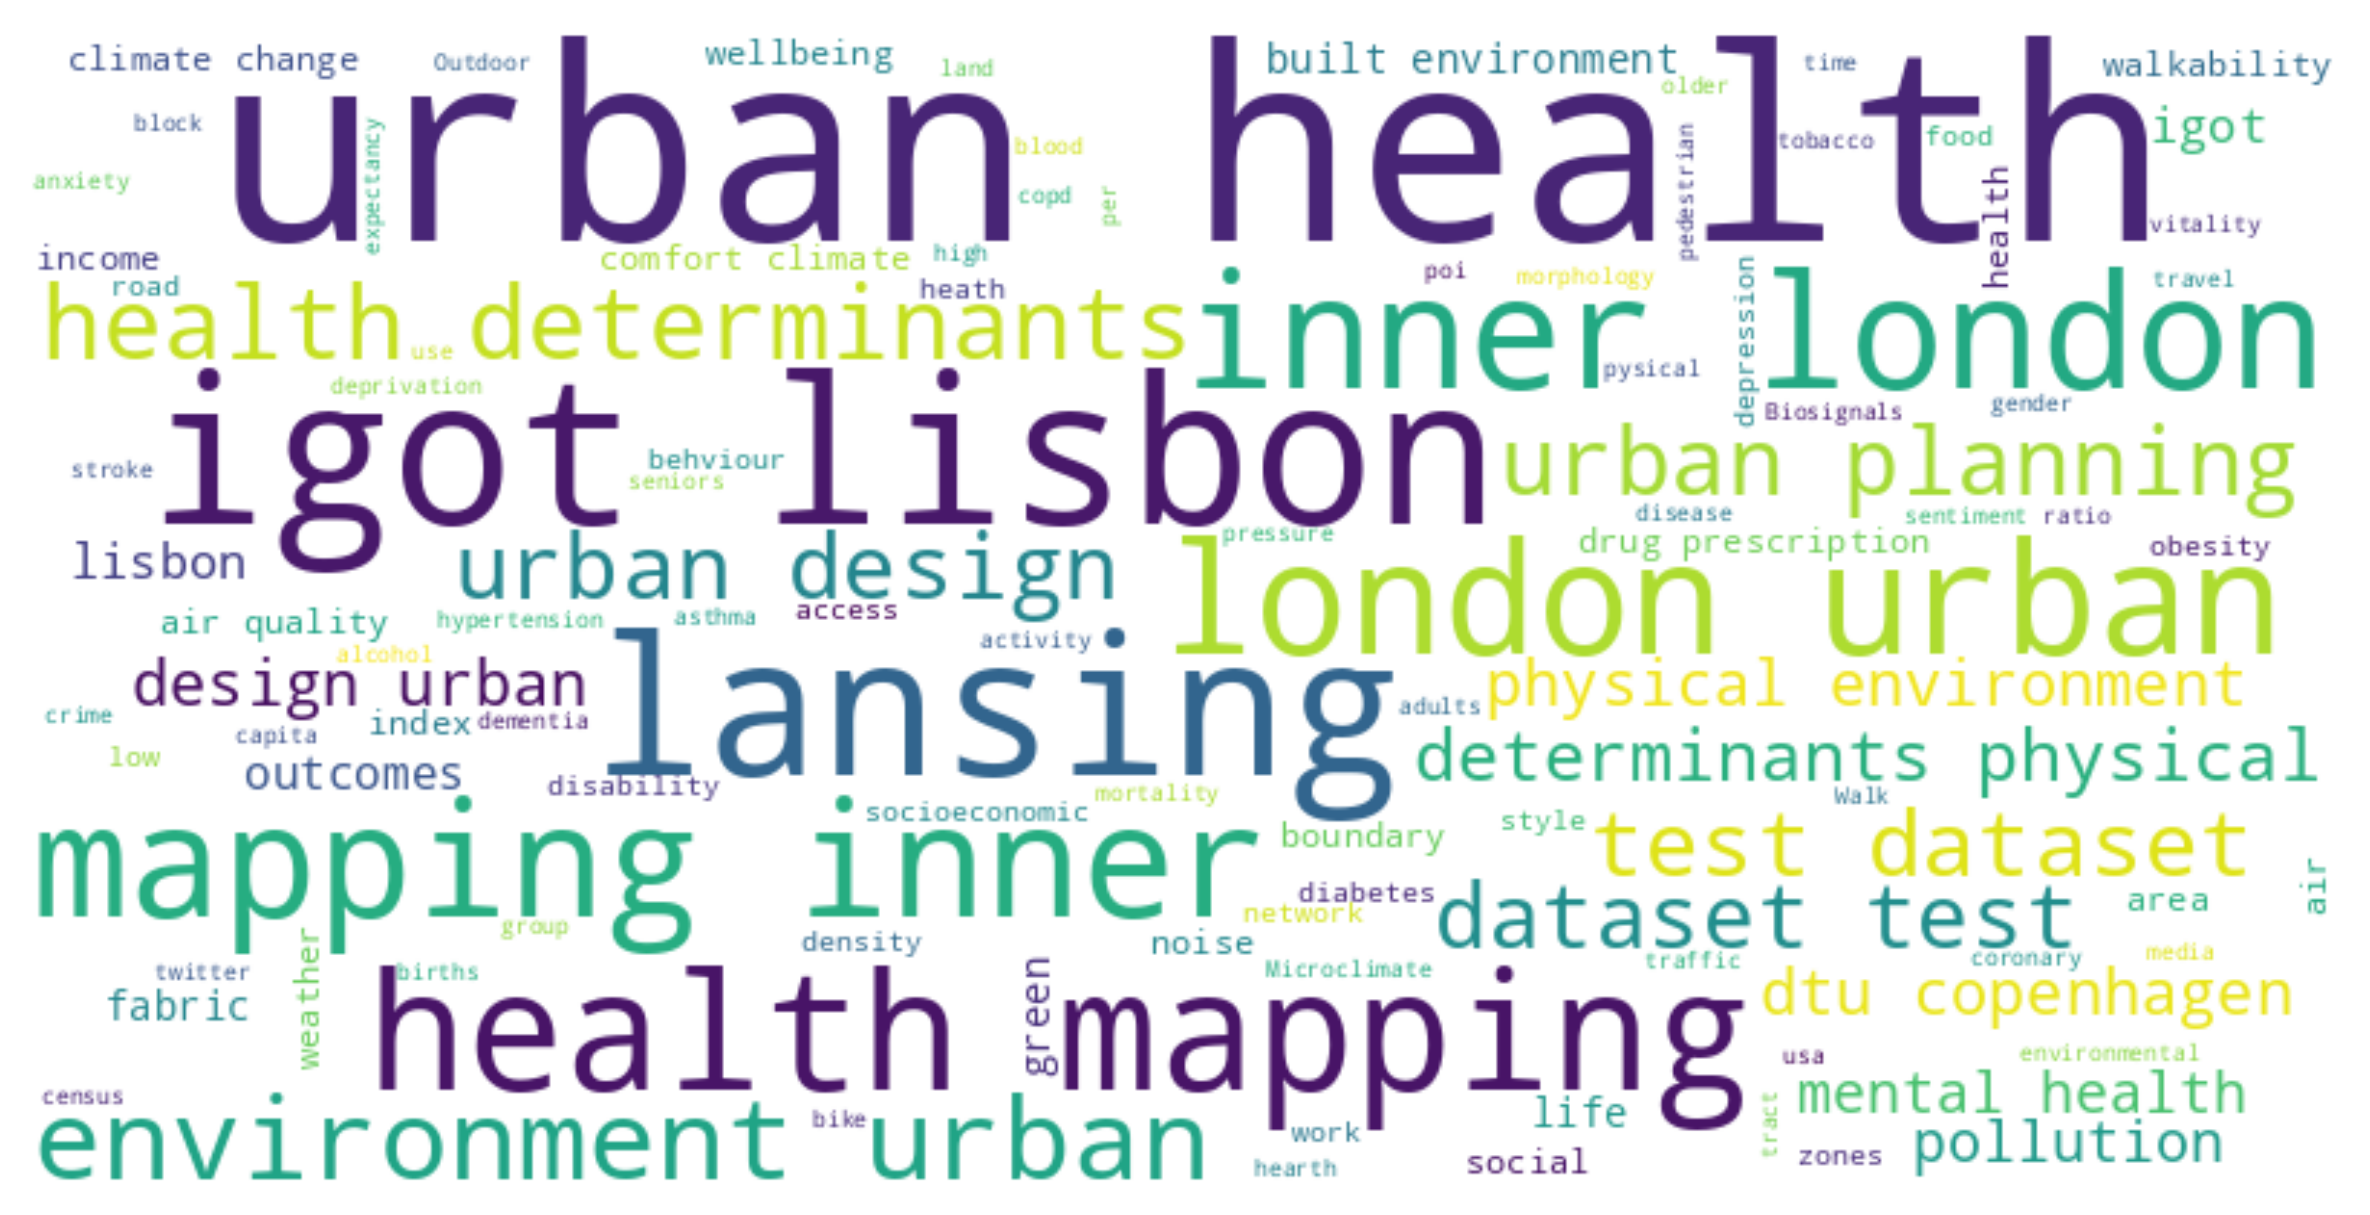 climate change
Outdoor
wellbeing
land
built environment
older
time
walkability
urban health
block
expectancy
blood
pedestrian
tobacco
food
igot
anxiety
copd
per
health
vitality
income
comfort climate
high
road
heath
poi
morphology
depression
travel
health determinants
use
inner london
pysical
deprivation
Biosignals
gender
igot lisbon
stroke
behviour
seniors
urban planning
disease
sentiment
ratio
lisbon
urban design
pressure
drug prescription
obesity
london urban
air quality
hypertension
asthma
access
activity
alcohol
design urban
lansing
physical environment
crime
index
dementia
adults
capita
low
outcomes
disability
mortality
determinants physical
Walk
mapping inner
socioeconomic
boundary
style
test dataset
diabetes
network
dataset test
area
air
group
weather
density
noise
twitter
births
green
Microclimate
traffic
coronary
media
fabric
health mapping
dtu copenhagen
usa
environmental
census
environment urban
bike
work
life
tract
mental health
hearth
social
zones
pollution